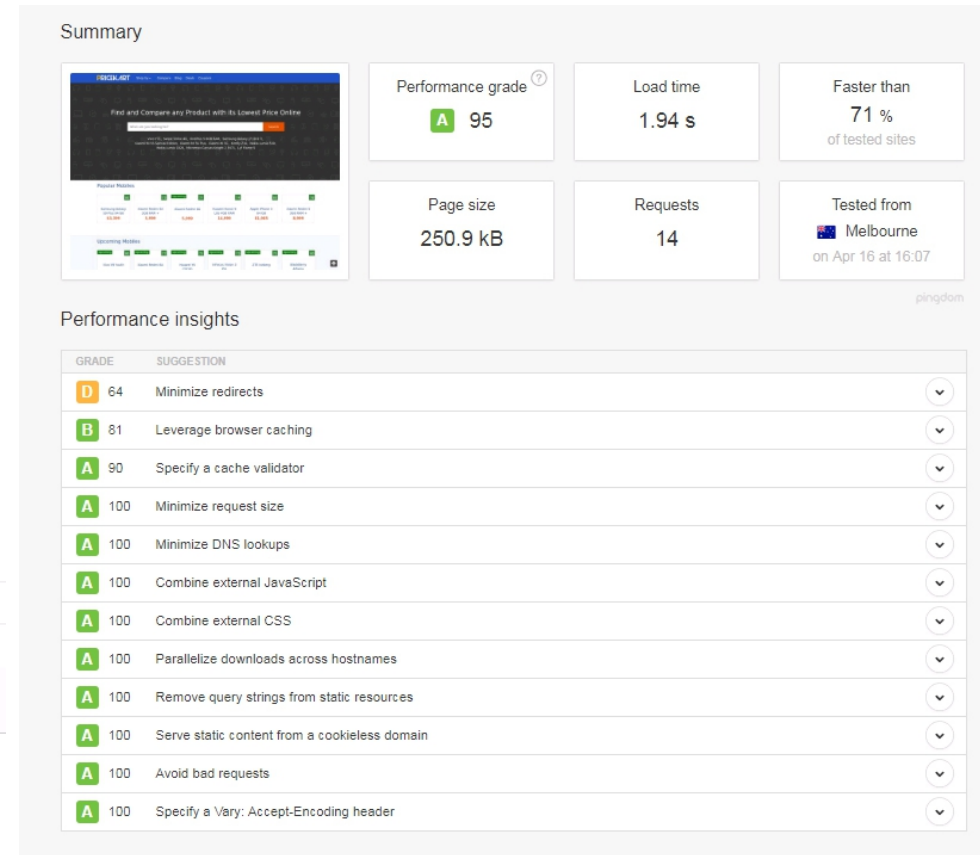 Summary
PRICEKART
Find and Compare any Product with its Lowest Price Online
Popular Mobiles
Upcoming Mobiles
Performance grade ?
A 95
Load time
1.94 s
Faster than
71 %
of tested sites
Page size
250.9 kB
Requests
14
Tested from
Melbourne
on Apr 16 at 16:07
pingdom
Performance insights
GRADE SUGGESTION
D 64 Minimize redirects
B 81 Leverage browser caching
A 90 Specify a cache validator
A 100 Minimize request size
A 100 Minimize DNS lookups
A 100 Combine external JavaScript
A 100 Combine external CSS
A 100 Parallelize downloads across hostnames
A 100 Remove query strings from static resources
A 100 Serve static content from a cookieless domain
A 100 Avoid bad requests
A 100 Specify a Vary: Accept-Encoding header